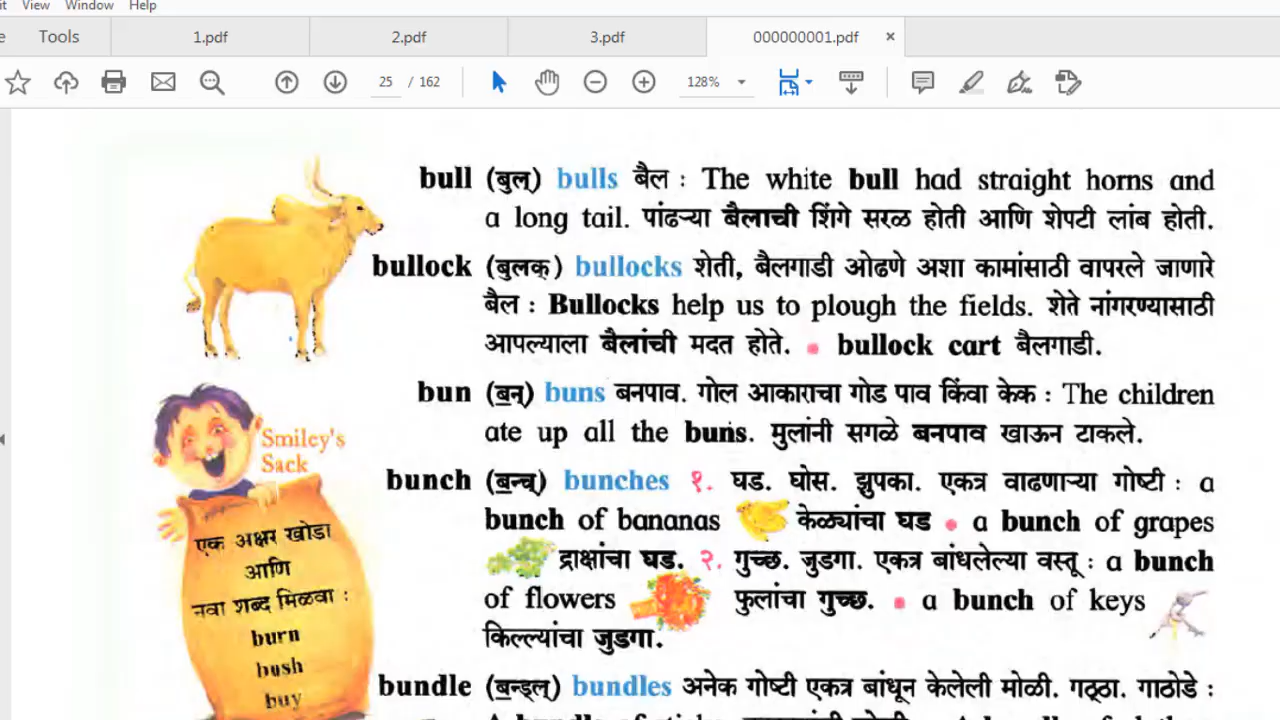 View Window Help
Tools 1.pdf 2.pdf 3.pdf 000000001.pdf
25 / 162 128%
bull (बुल्) bulls बैल : The white bull had straight horns and
a long tail. पांढऱ्या बैलाची शिंगे सरळ होती आणि शेपटी लांब होती.
bullock (बुलक्) bullocks शेती, बैलगाडी ओढणे अशा कामांसाठी वापरले जाणारे
बैल : Bullocks help us to plough the fields. शेते नांगरण्यासाठी
आपल्याला बैलांची मदत होते. • bullock cart बैलगाडी.
bun (बन्) buns बनपाव. गोल आकाराचा गोड पाव किंवा केक : The children
ate up all the buns. मुलांनी सगळे बनपाव खाऊन टाकले.
bunch (बन्च्) bunches १. घड. घोस. झुपका. एकत्र वाढणाऱ्या गोष्टी : a
bunch of bananas केळ्यांचा घड • a bunch of grapes
द्राक्षांचा घड. २. गुच्छ. जुडगा. एकत्र बांधलेल्या वस्तू : a bunch
of flowers फुलांचा गुच्छ. • a bunch of keys
किल्ल्यांचा जुडगा.
bundle (बन्ड्ल्) bundles अनेक गोष्टी एकत्र बांधून केलेली मोळी. गठ्ठा. गाठोडे :
Smiley's
Sack
एक अक्षर खोडा
आणि
नवा शब्द मिळवा :
burn
bush
buy